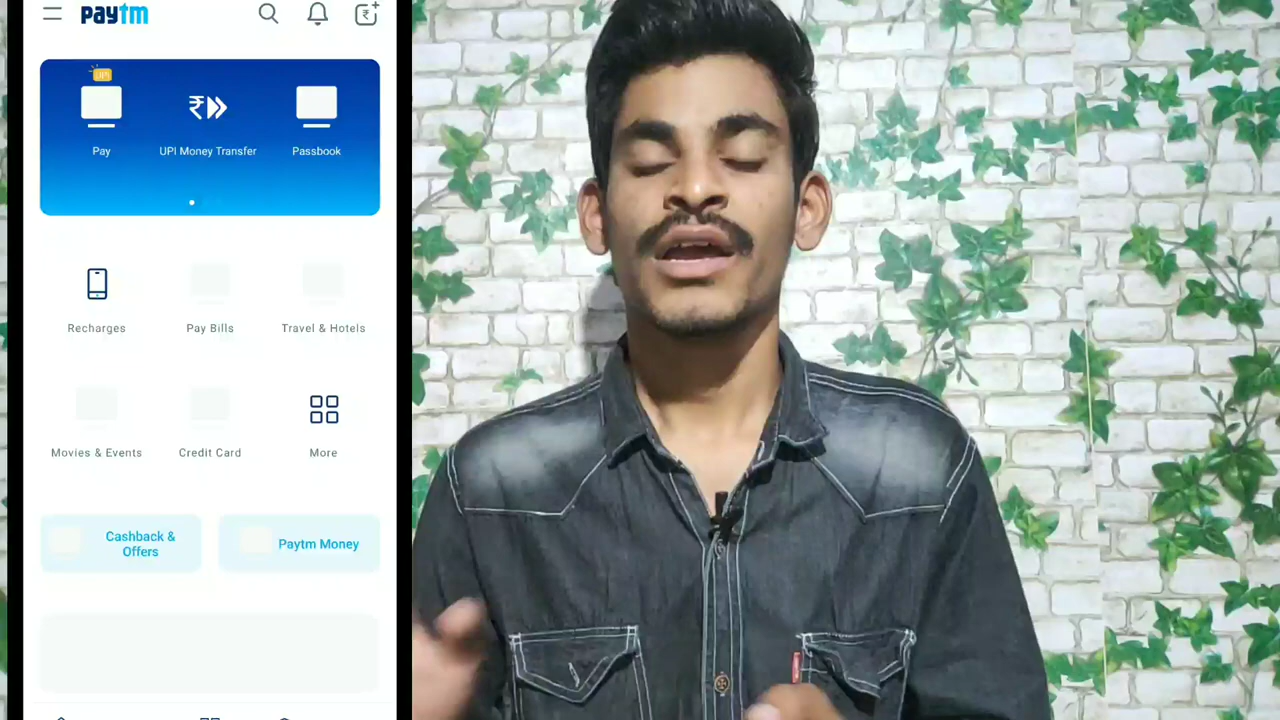 paytm
UPI
Pay
UPI Money Transfer
Passbook
Recharges
Pay Bills
Travel & Hotels
Movies & Events
Credit Card
More
Cashback &
Offers
Paytm Money